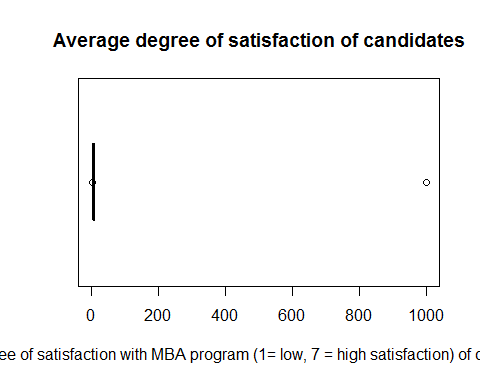 Average degree of satisfaction of candidates
0 200 400 600 800 1000
ee of satisfaction with MBA program (1= low, 7 = high satisfaction) of c